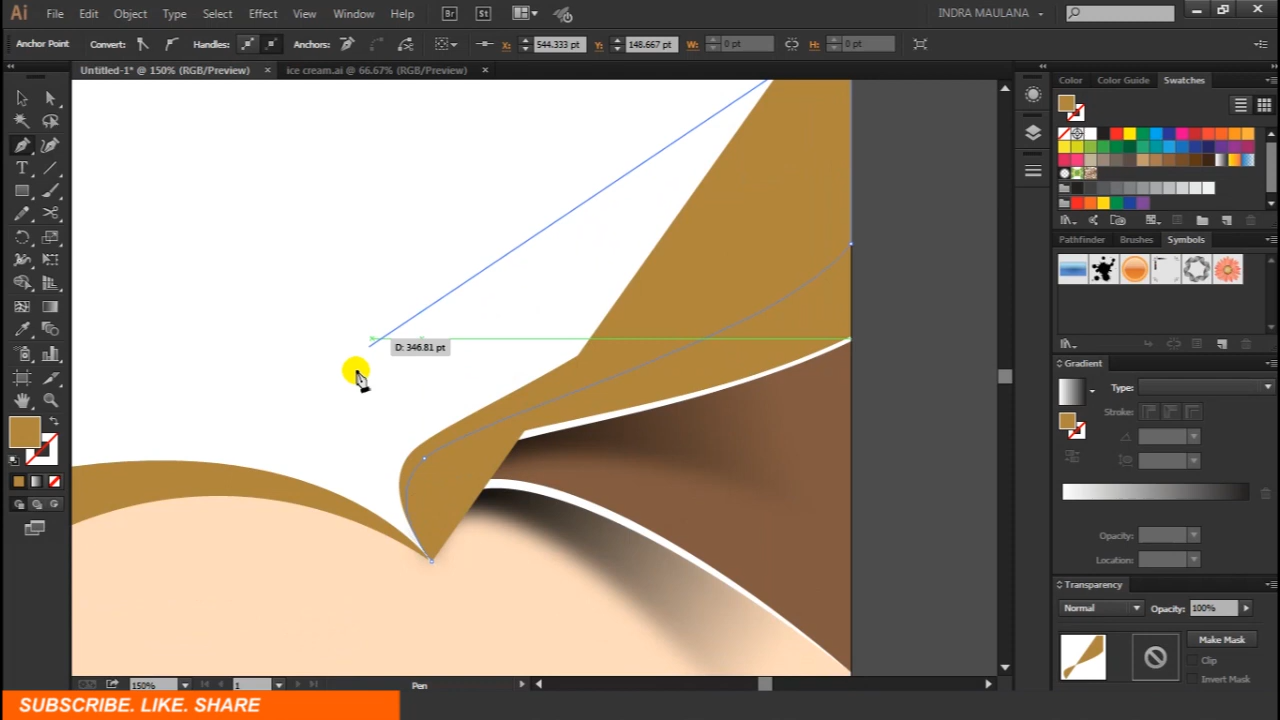 Ai File Edit Object Type Select Effect View Window Help Br St INDRA MAULANA
Anchor Point Convert: Handles: Anchors: X: 544.333 pt Y: 148.667 pt W: 0 pt H: 0 pt
Untitled-1* @ 150% (RGB/Preview) × ice cream.ai @ 66.67% (RGB/Preview) ×
Color Color Guide Swatches
Pathfinder Brushes Symbols
D: 346.81 pt
Gradient
Type:
Stroke:
Opacity:
Location:
Transparency
Normal Opacity: 100%
Make Mask
Clip
Invert Mask
150% 1 Pen
SUBSCRIBE. LIKE. SHARE